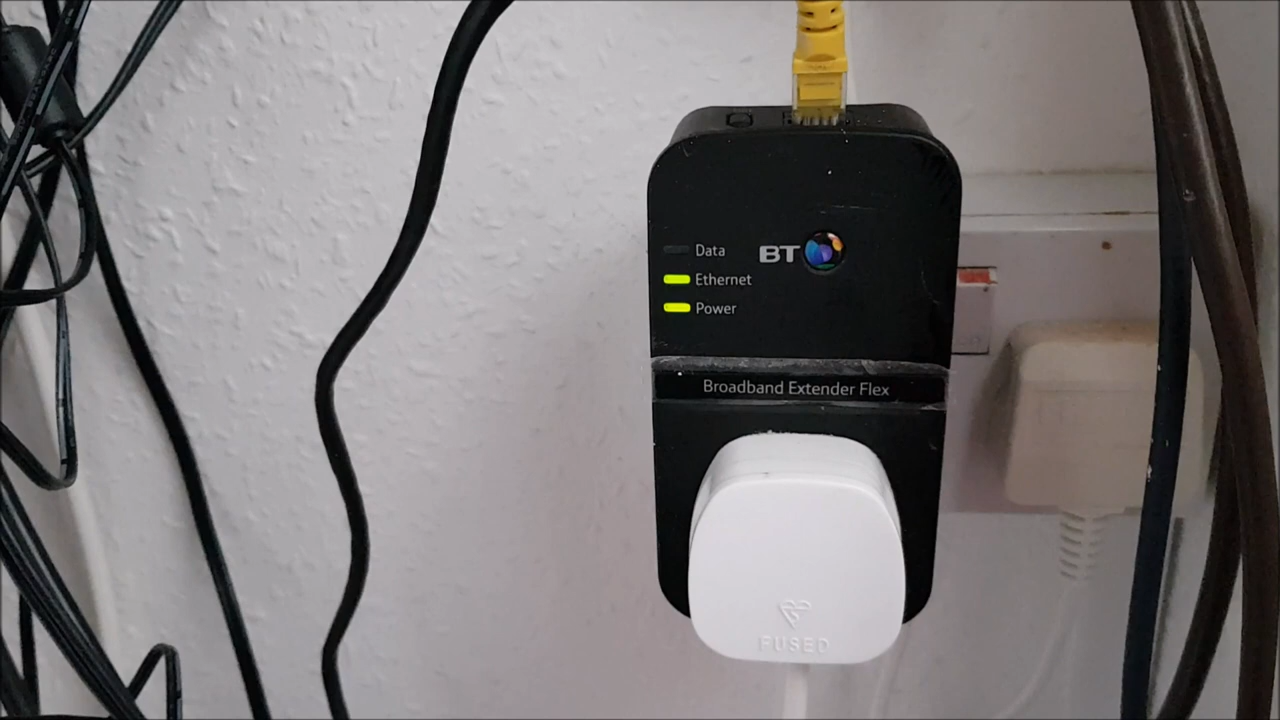 Data
BT
Ethernet
Power
Broadband Extender Flex
FUSED